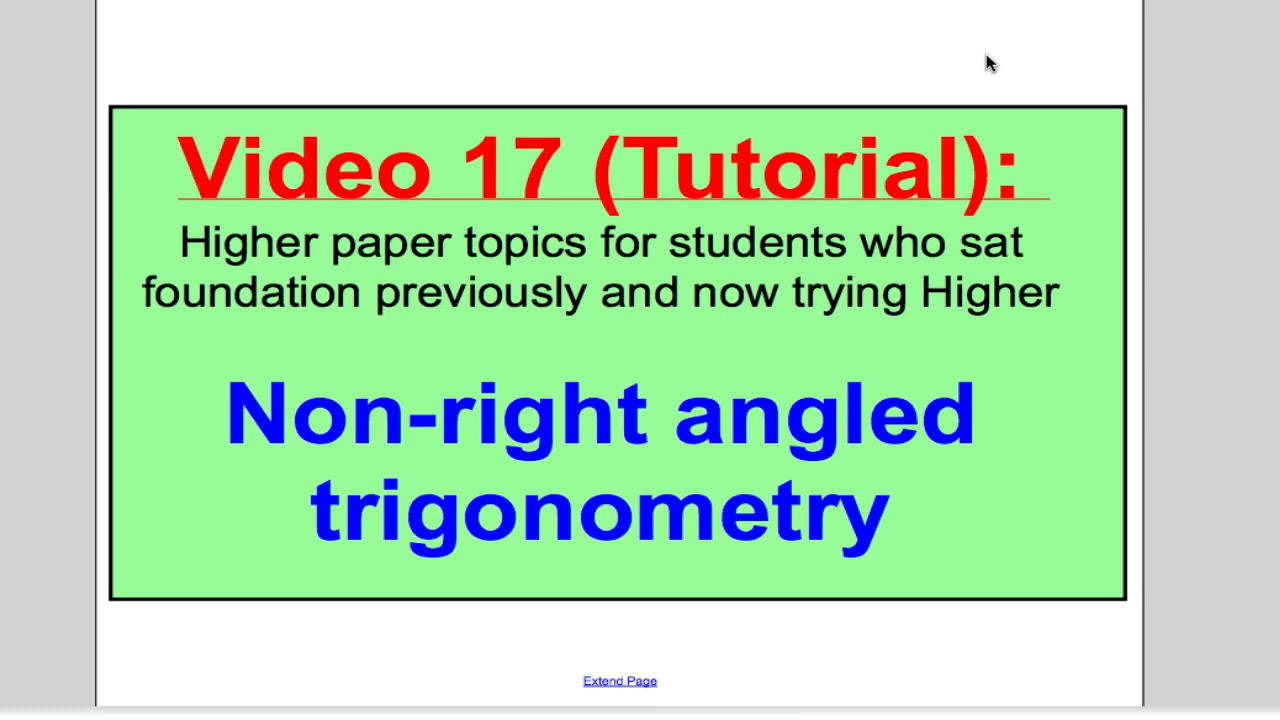 Video 17 (Tutorial):
Higher paper topics for students who sat
foundation previously and now trying Higher
Non-right angled
trigonometry
Extend Page